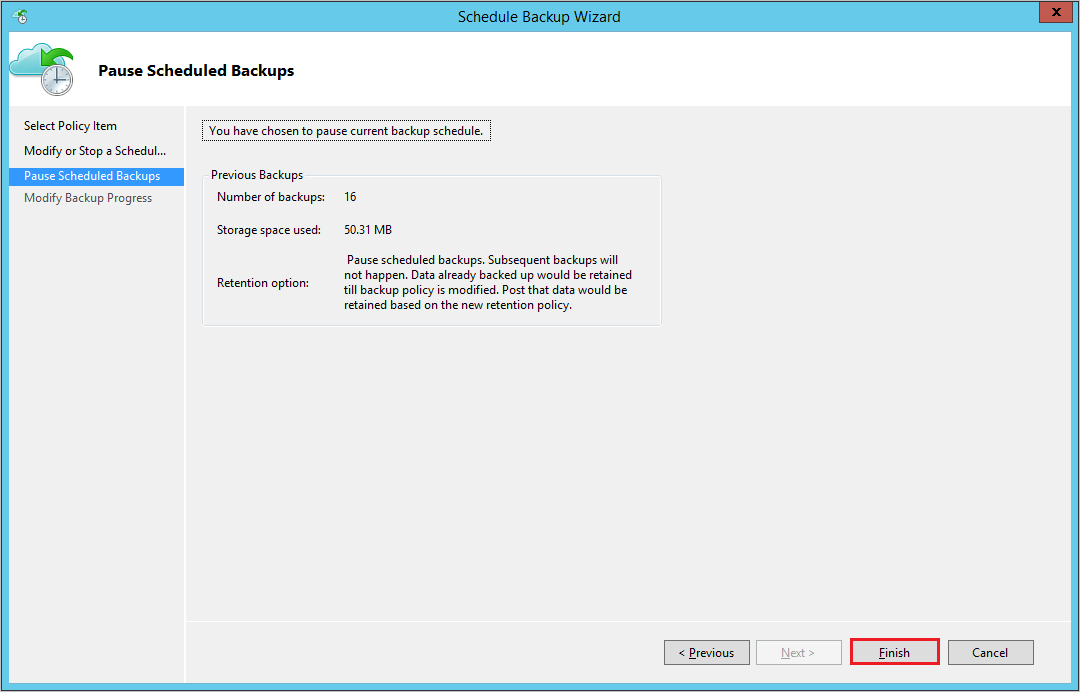 Schedule Backup Wizard
x
Pause Scheduled Backups
Select Policy Item
Modify or Stop a Schedul...
Pause Scheduled Backups
Modify Backup Progress
You have chosen to pause current backup schedule.
Previous Backups
Number of backups: 16
Storage space used: 50.31 MB
Retention option:
Pause scheduled backups. Subsequent backups will
not happen. Data already backed up would be retained
till backup policy is modified. Post that data would be
retained based on the new retention policy.
< Previous Next > Finish Cancel